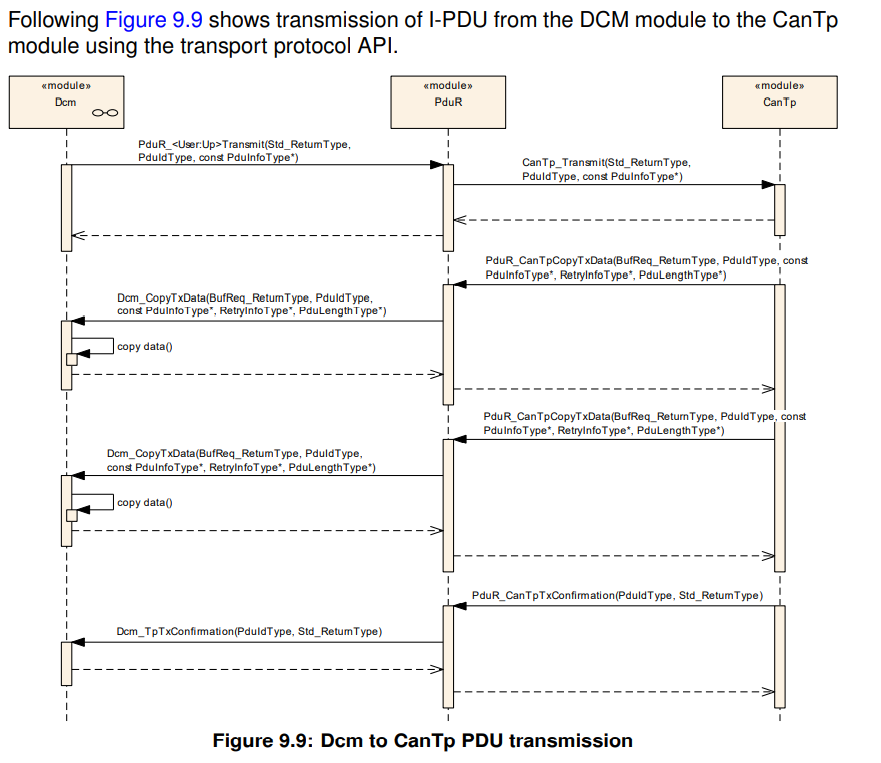 Following Figure 9.9 shows transmission of I-PDU from the DCM module to the CanTp
module using the transport protocol API.
«module»
Dcm
«module»
PduR
«module»
CanTp
PduR_<User:Up>Transmit(Std_ReturnType,
PduIdType, const PduInfoType*)
CanTp_Transmit(Std_ReturnType,
PduIdType, const PduInfoType*)
PduR_CanTpCopyTxData(BufReq_ReturnType, PduIdType, const
PduInfoType*, RetryInfoType*, PduLengthType*)
Dcm_CopyTxData(BufReq_ReturnType, PduIdType,
const PduInfoType*, RetryInfoType*, PduLengthType*)
copy data()
PduR_CanTpCopyTxData(BufReq_ReturnType, PduIdType, const
PduInfoType*, RetryInfoType*, PduLengthType*)
Dcm_CopyTxData(BufReq_ReturnType, PduIdType,
const PduInfoType*, RetryInfoType*, PduLengthType*)
copy data()
PduR_CanTpTxConfirmation(PduIdType, Std_ReturnType)
Dcm_TpTxConfirmation(PduIdType, Std_ReturnType)
Figure 9.9: Dcm to CanTp PDU transmission